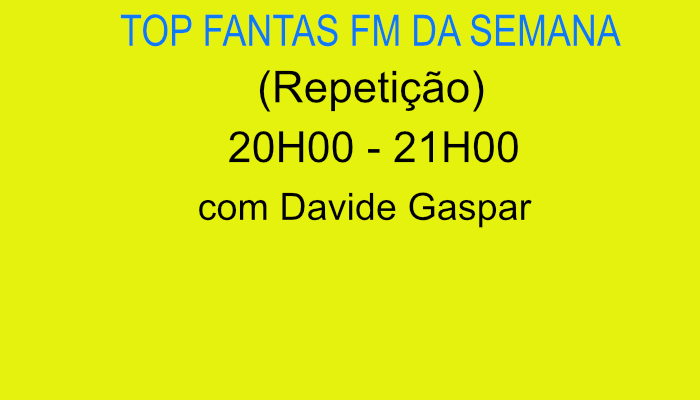 TOP FANTAS FM DA SEMANA
(Repetição)
20H00 - 21H00
com Davide Gaspar